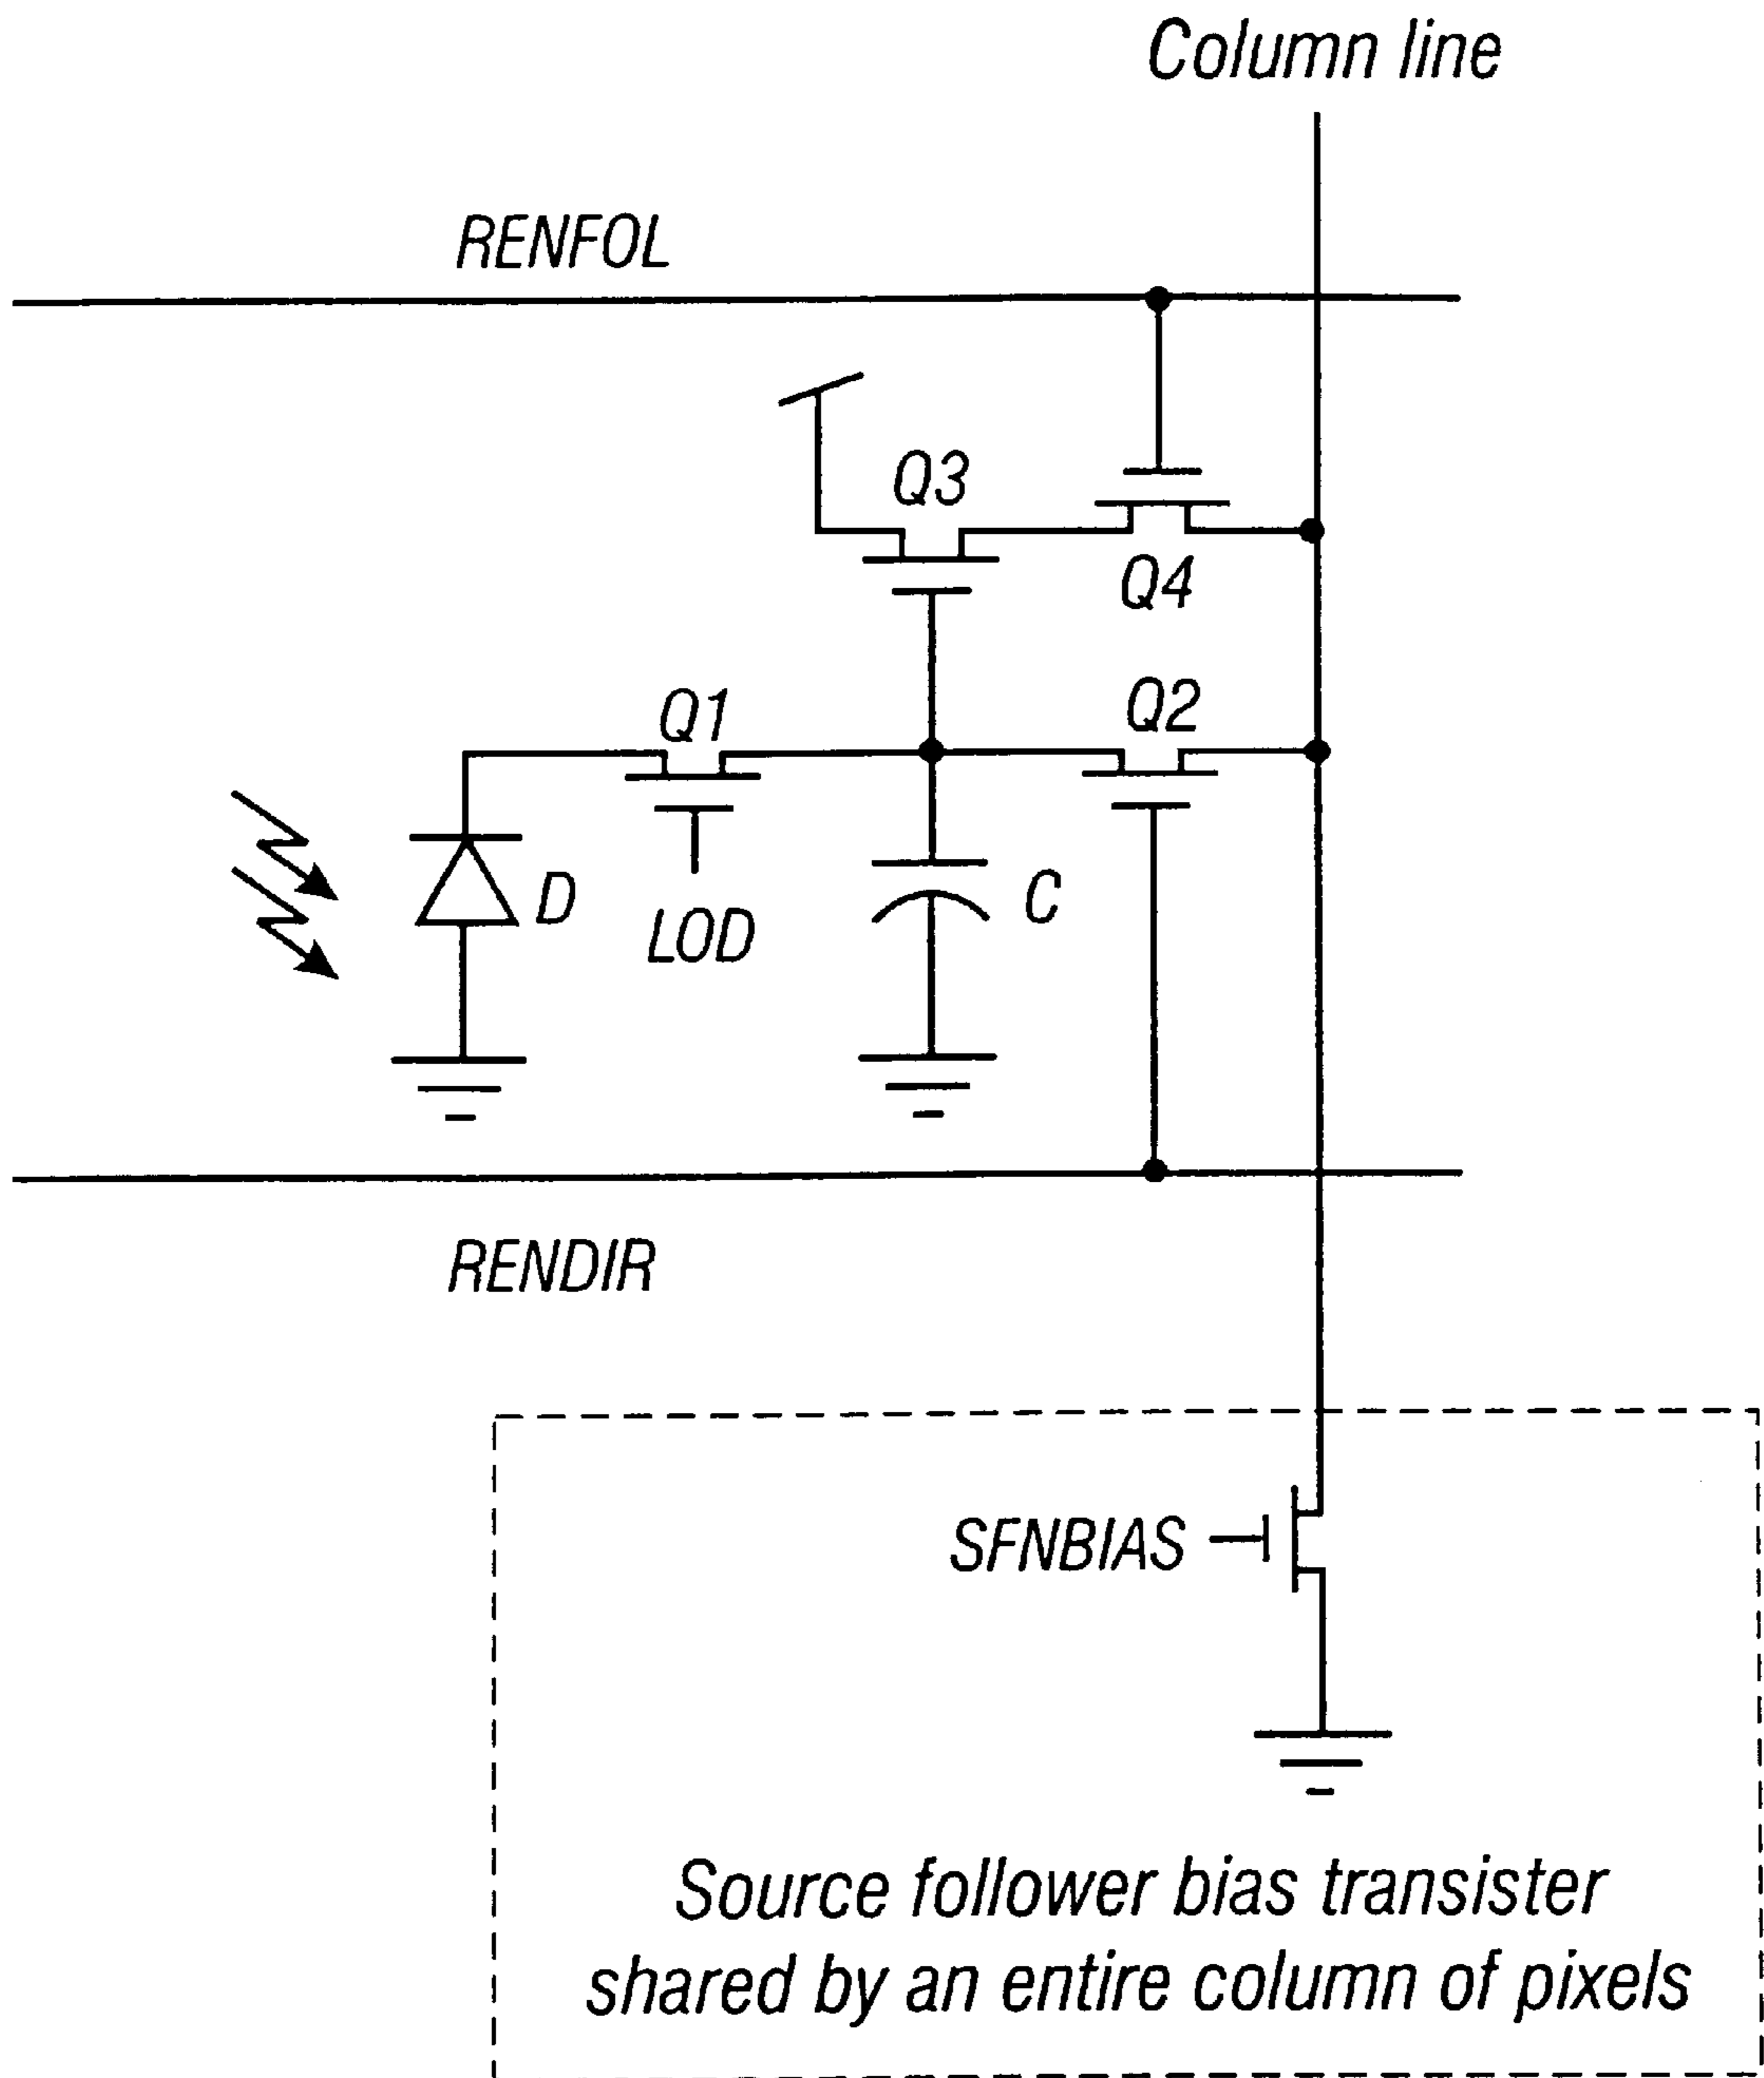 Column line
RENFOL
Q3
Q4
Q1
Q2
D
LOD
C
RENDIR
SFNBIAS
Source follower bias transister
shared by an entire column of pixels